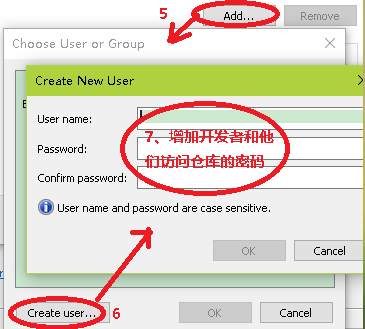 5
Add...
Remove
Choose User or Group
Create New User
User name:
Password:
Confirm password:
7、增加开发者和他
们访问仓库的密码
User name and password are case sensitive.
OK
Cancel
Create user...
6
OK
Cancel